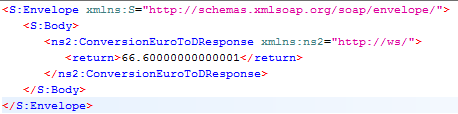 <S:Envelope xmlns:S="http://schemas.xmlsoap.org/soap/envelope/">
<S:Body>
<ns2:ConversionEuroToDResponse xmlns:ns2="http://ws/">
<return>66.60000000000001</return>
</ns2:ConversionEuroToDResponse>
</S:Body>
</S:Envelope>